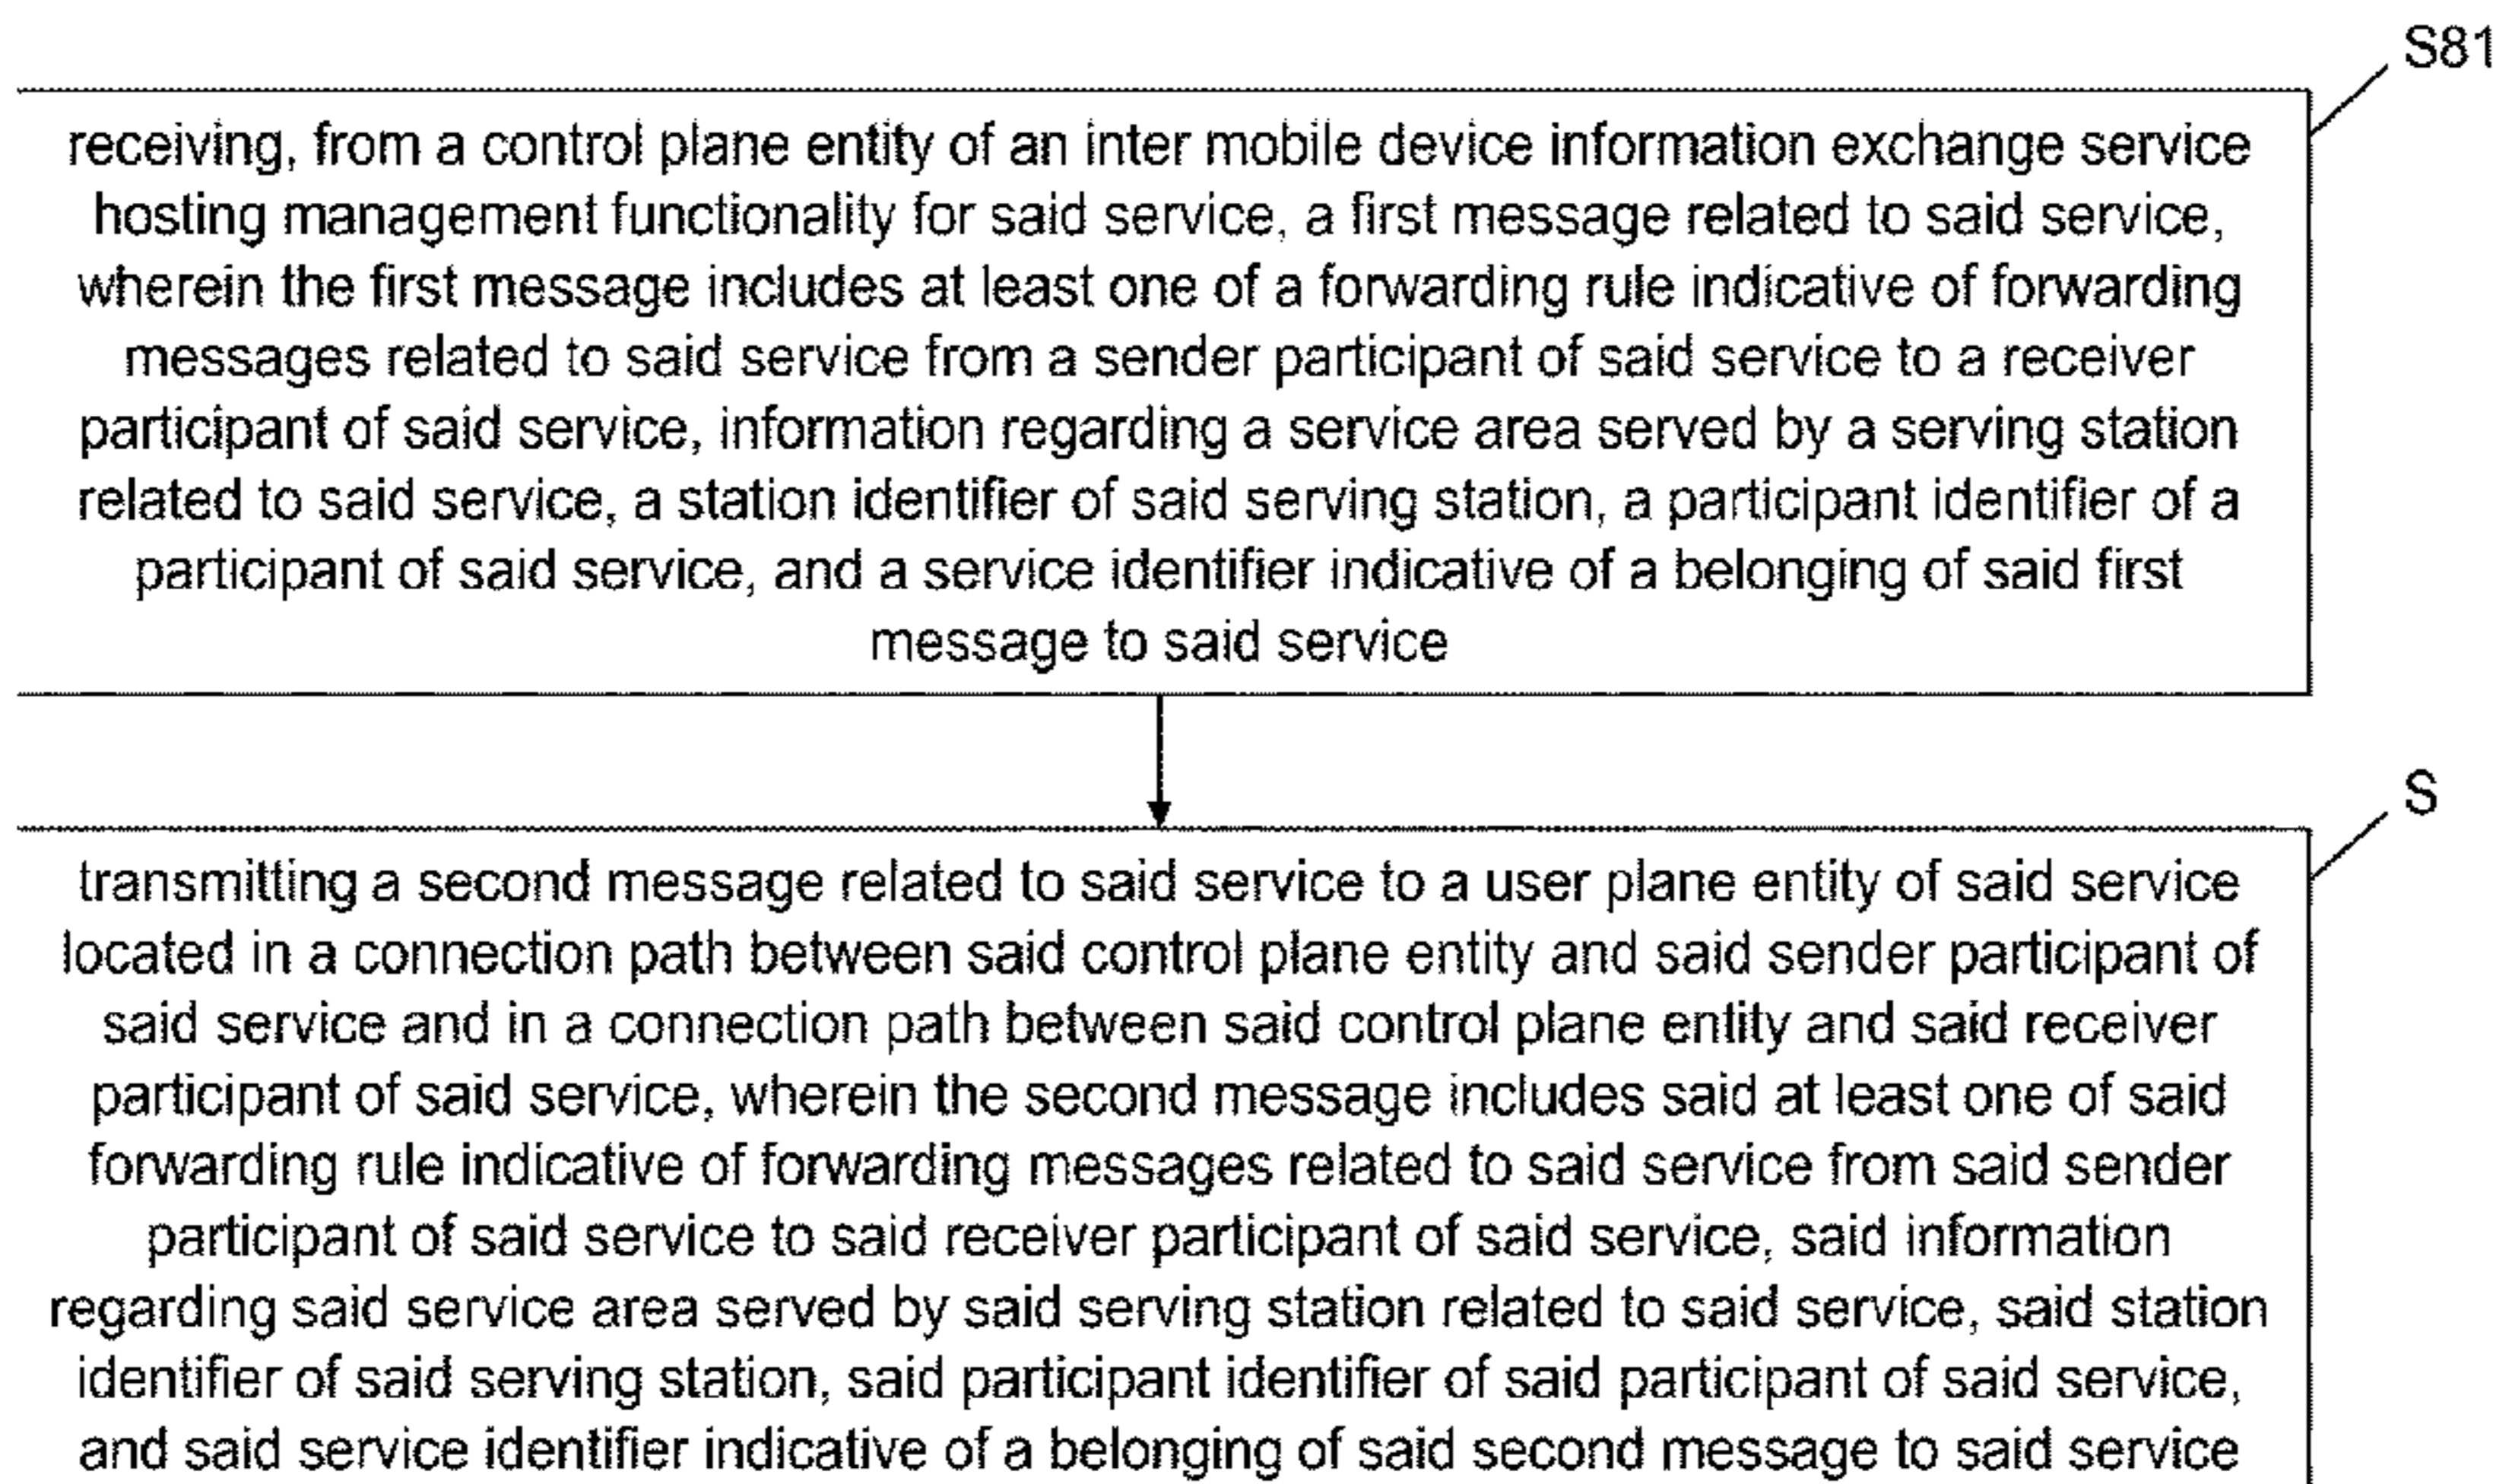 S81
receiving, from a control plane entity of an inter mobile device information exchange service
hosting management functionality for said service, a first message related to said service,
wherein the first message includes at least one of a forwarding rule indicative of forwarding
messages related to said service from a sender participant of said service to a receiver
participant of said service, information regarding a service area served by a serving station
related to said service, a station identifier of said serving station, a participant identifier of a
participant of said service, and a service identifier indicative of a belonging of said first
message to said service
S
transmitting a second message related to said service to a user plane entity of said service
located in a connection path between said control plane entity and said sender participant of
said service and in a connection path between said control plane entity and said receiver
participant of said service, wherein the second message includes said at least one of said
forwarding rule indicative of forwarding messages related to said service from said sender
participant of said service to said receiver participant of said service, said information
regarding said service area served by said serving station related to said service, said station
identifier of said serving station, said participant identifier of said participant of said service,
and said service identifier indicative of a belonging of said second message to said service